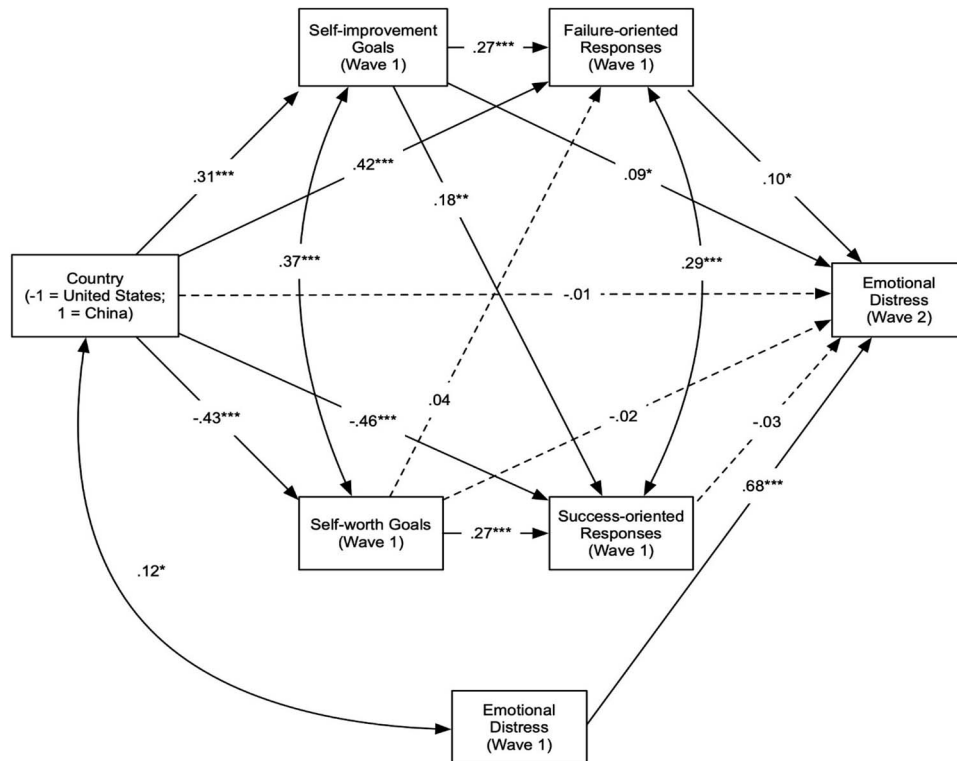 Self-improvement
Goals
(Wave 1)
.27***
Failure-oriented
Responses
(Wave 1)
.31***
.42***
.18**
.09*
.10*
.37***
.29***
Country
(-1 = United States;
1 = China)
-.01
Emotional
Distress
(Wave 2)
-.43***
-.46***
.04
-.02
-.03
.68***
Self-worth Goals
(Wave 1)
.27***
Success-oriented
Responses
(Wave 1)
.12*
Emotional
Distress
(Wave 1)